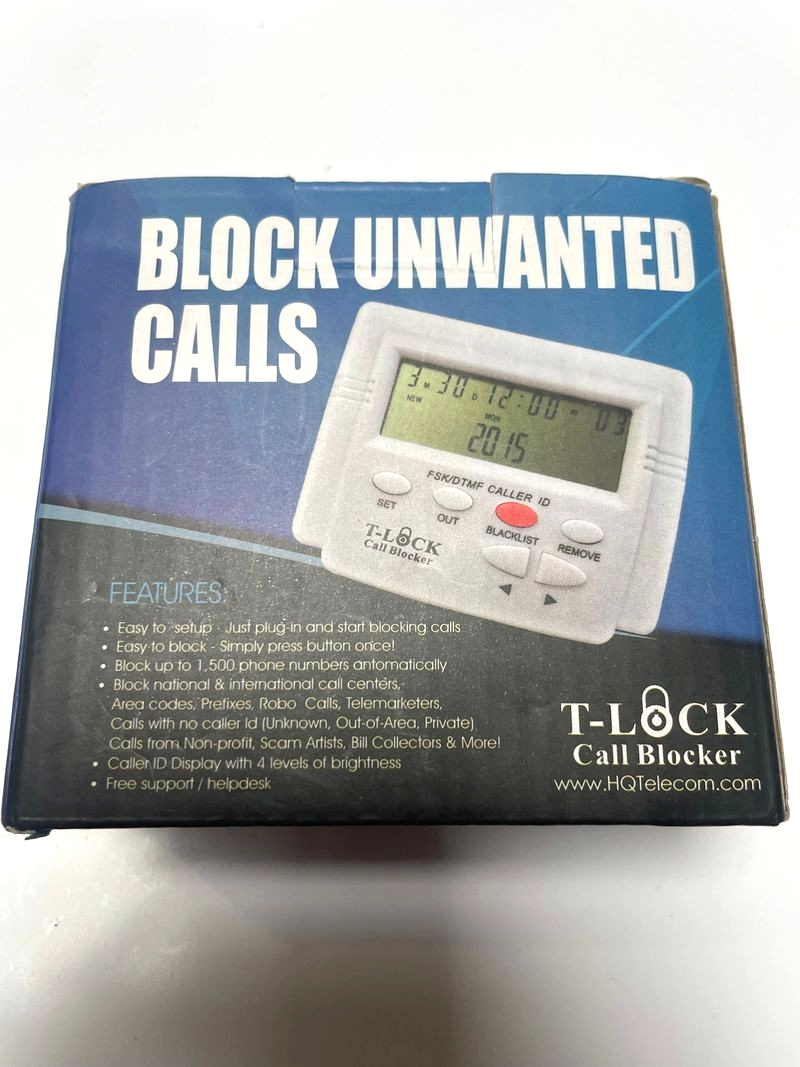 BLOCK UNWANTED
CALLS
3 M 30 D 12:00 03
NEW
MON
2015
FSK/DTMF CALLER ID
SET
OUT
BLACKLIST
REMOVE
T-LOCK
Call Blocker
FEATURES:
• Easy to -setup - Just plug-in and start blocking calls
• Easy to block - Simply press button once!
• Block up to 1,500 phone numbers antomatically
• Block national & international call centers,
Area codes, Prefixes, Robo Calls, Telemarketers,
Calls with no caller Id (Unknown, Out-of-Area, Private)
Calls from Non-profit, Scam Artists, Bill Collectors & More!
• Caller ID Display with 4 levels of brightness
• Free support / helpdesk
T-LOCK
Call Blocker
www.HQTelecom.com